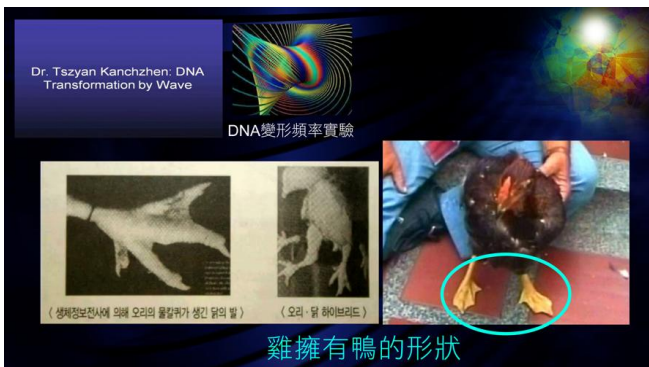 Dr. Tszyan Kanchzhen: DNA
Transformation by Wave
DNA變形頻率實驗
< 생체정보전사에 의해 오리의 물갈퀴가 생긴 닭의 발 >
< 오리 · 닭 하이브리드 >
雞擁有鴨的形狀